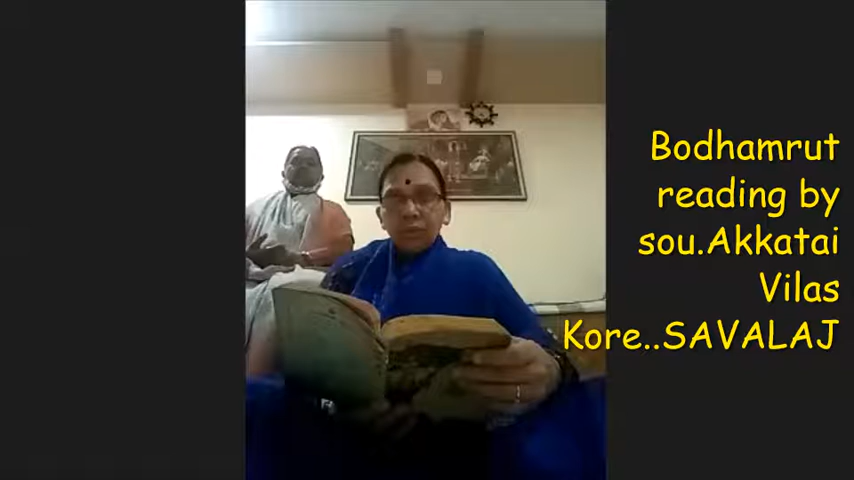 Bodhamrut
reading by
sou.Akkatai
Vilas
Kore..SAVALAJ